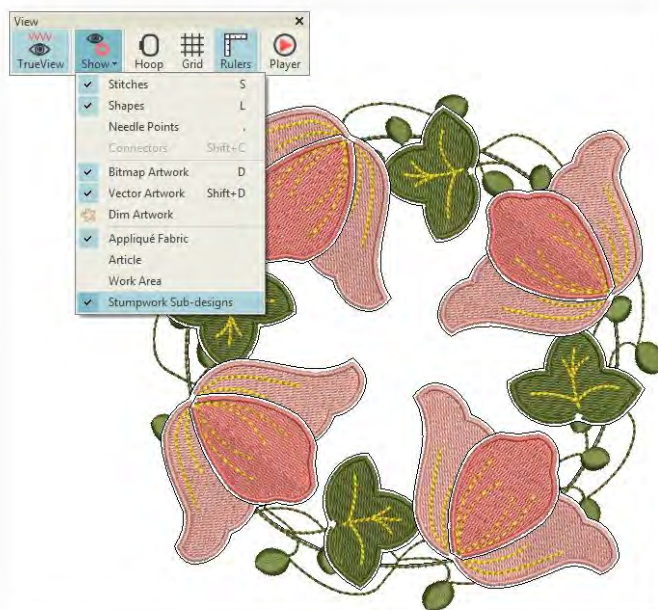 View
TrueView Show Hoop Grid Rulers Player
Stitches S
Shapes L
Needle Points .
Connectors Shift+C
Bitmap Artwork D
Vector Artwork Shift+D
Dim Artwork
Appliqué Fabric
Article
Work Area
Stumpwork Sub-designs